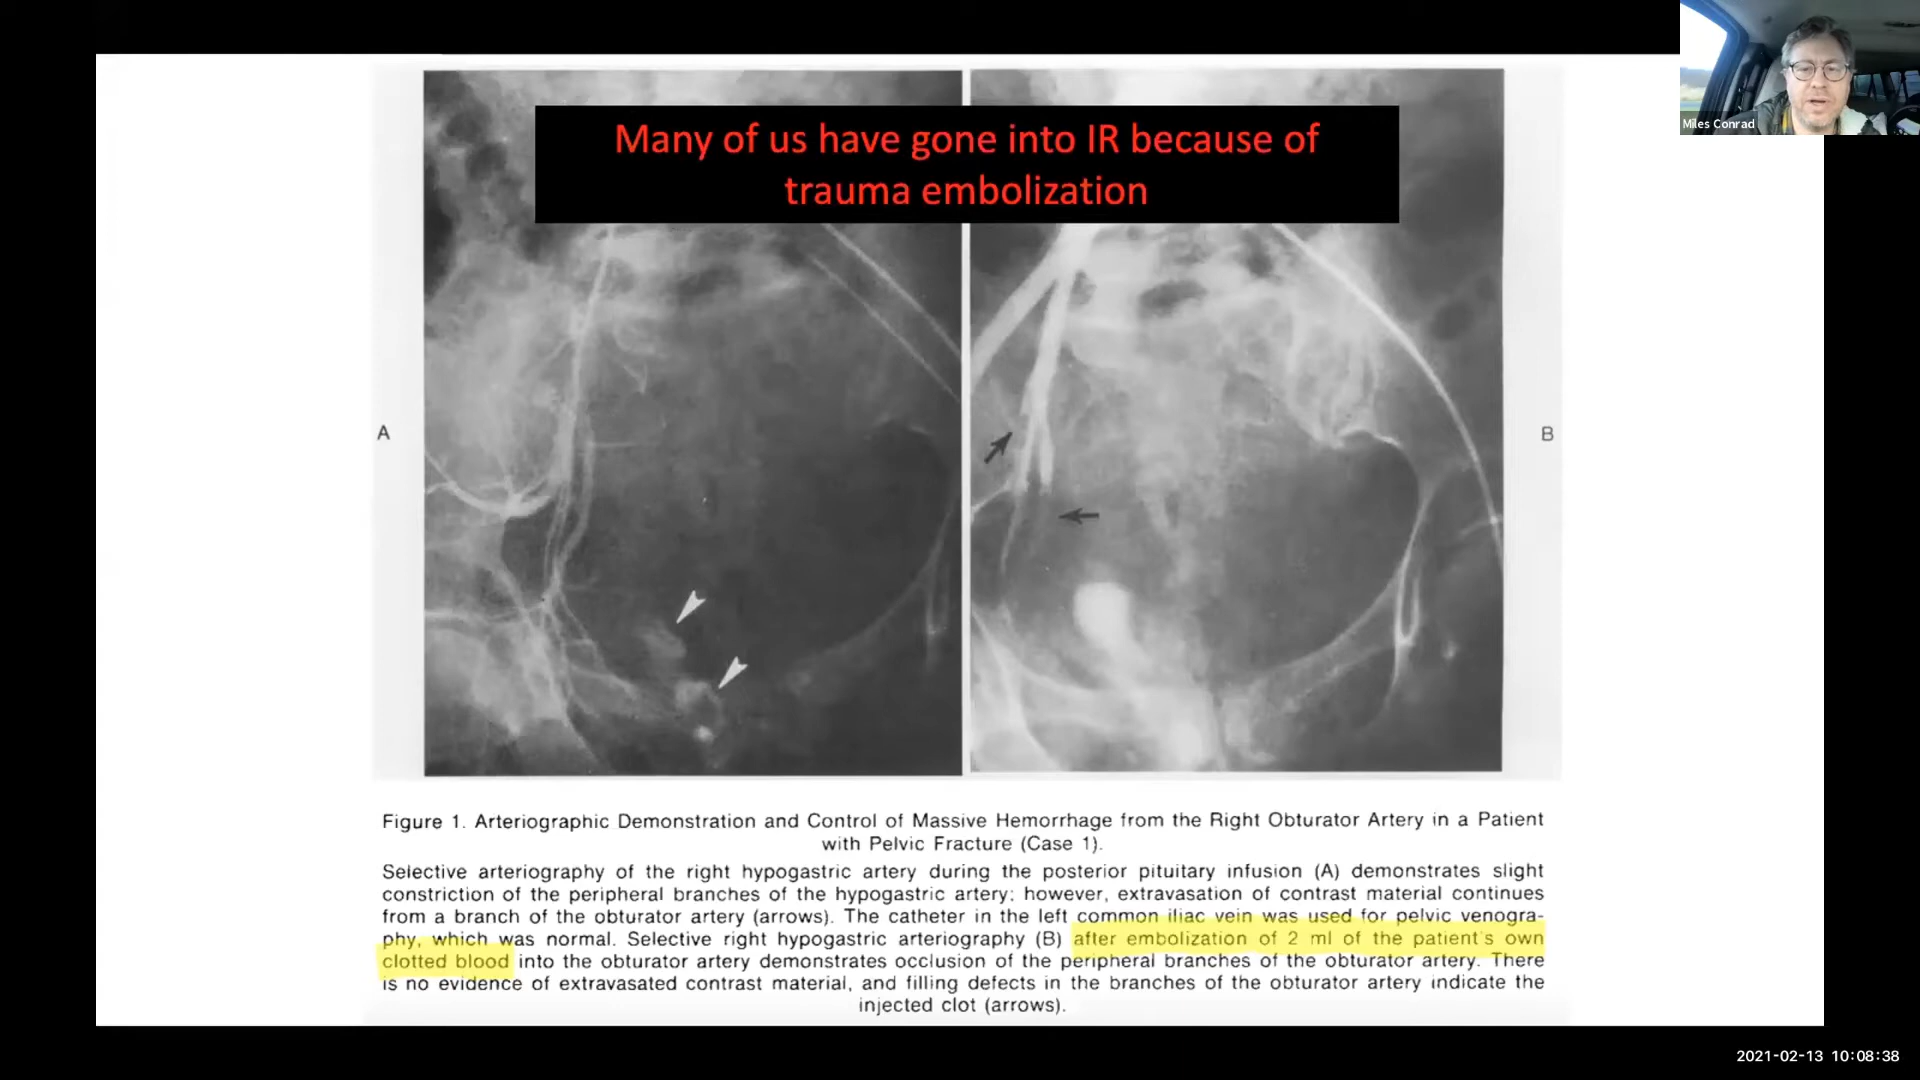 Many of us have gone into IR because of
trauma embolization
Miles Conrad
A
B
Figure 1. Arteriographic Demonstration and Control of Massive Hemorrhage from the Right Obturator Artery in a Patient
with Pelvic Fracture (Case 1).
Selective arteriography of the right hypogastric artery during the posterior pituitary infusion (A) demonstrates slight
constriction of the peripheral branches of the hypogastric artery; however, extravasation of contrast material continues
from a branch of the obturator artery (arrows). The catheter in the left common iliac vein was used for pelvic venogra-
phy, which was normal. Selective right hypogastric arteriography (B) after embolization of 2 ml of the patient's own
clotted blood into the obturator artery demonstrates occlusion of the peripheral branches of the obturator artery. There
is no evidence of extravasated contrast material, and filling defects in the branches of the obturator artery indicate the
injected clot (arrows).
2021-02-13 10:08:38